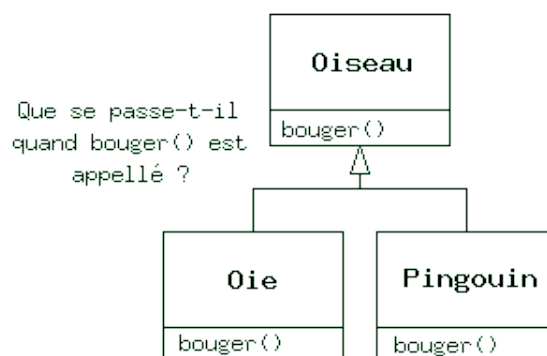 Oiseau
bouger()
Que se passe-t-il
quand bouger() est
appellé ?
Oie
bouger()
Pingouin
bouger()